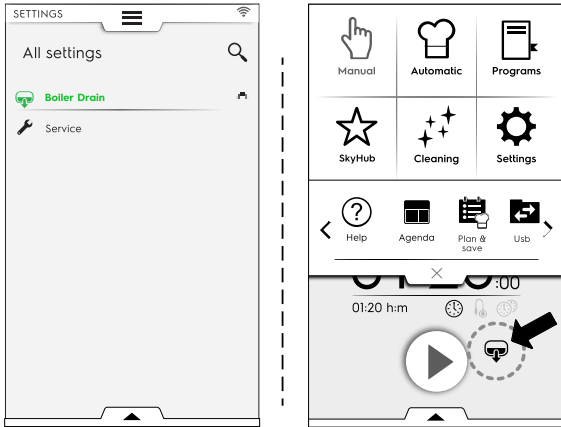 SETTINGS
All settings
Boiler Drain
Service
Manual Automatic Programs
SkyHub Cleaning Settings
Help Agenda Plan & save Usb
:00
01:20 h:m